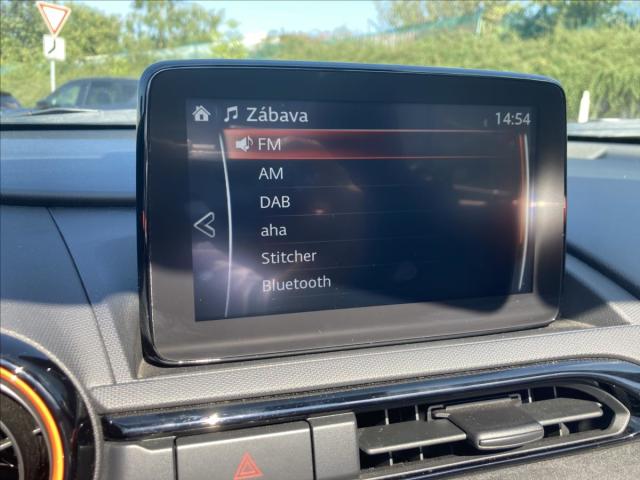 Zábava
14:54
FM
AM
DAB
aha
Stitcher
Bluetooth